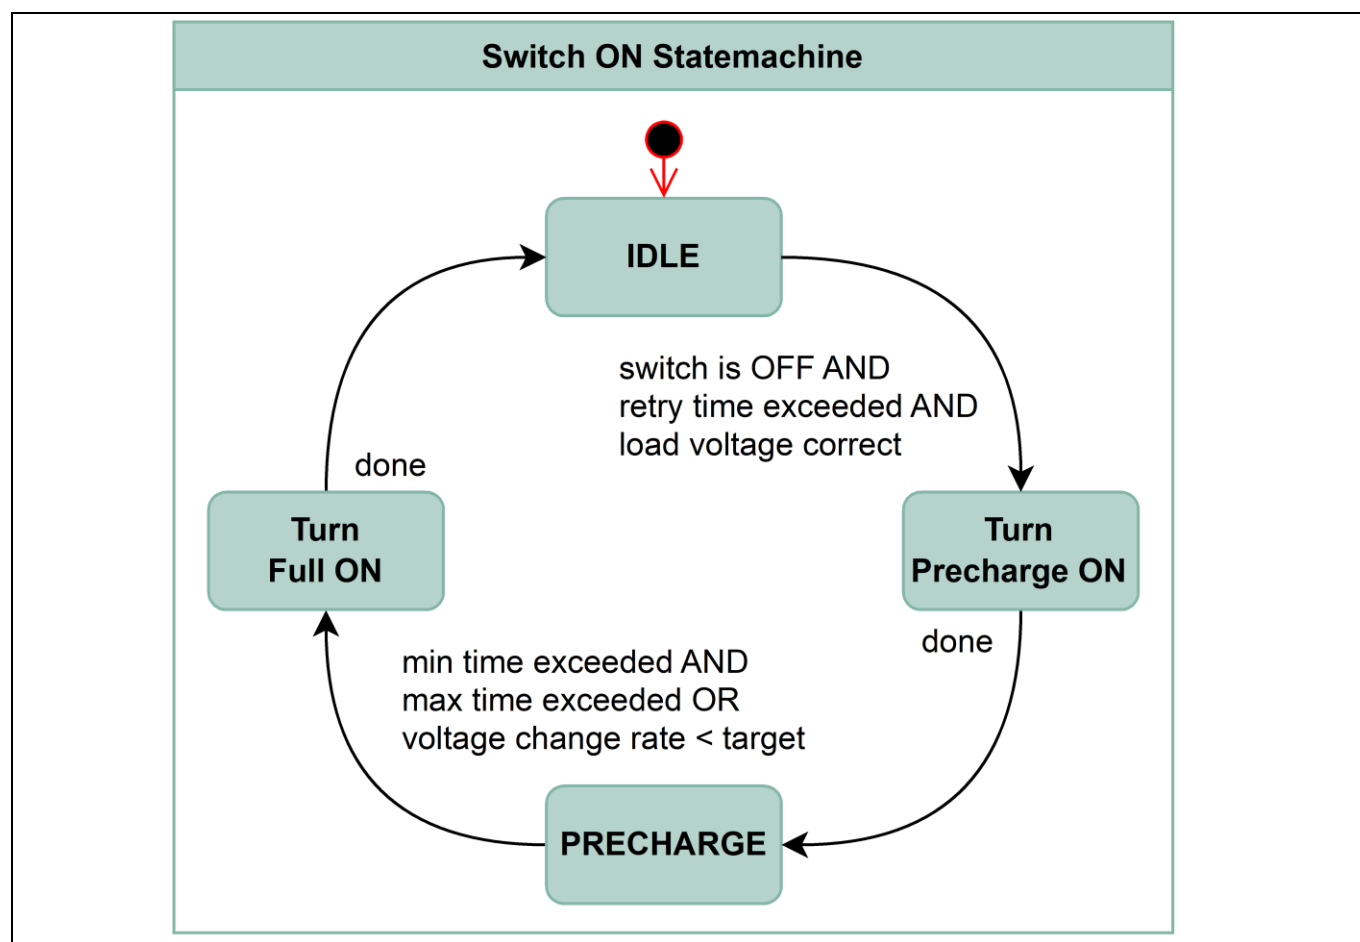 Switch ON Statemachine
IDLE
switch is OFF AND
retry time exceeded AND
load voltage correct
done
Turn
Full ON
Turn
Precharge ON
done
min time exceeded AND
max time exceeded OR
voltage change rate < target
PRECHARGE